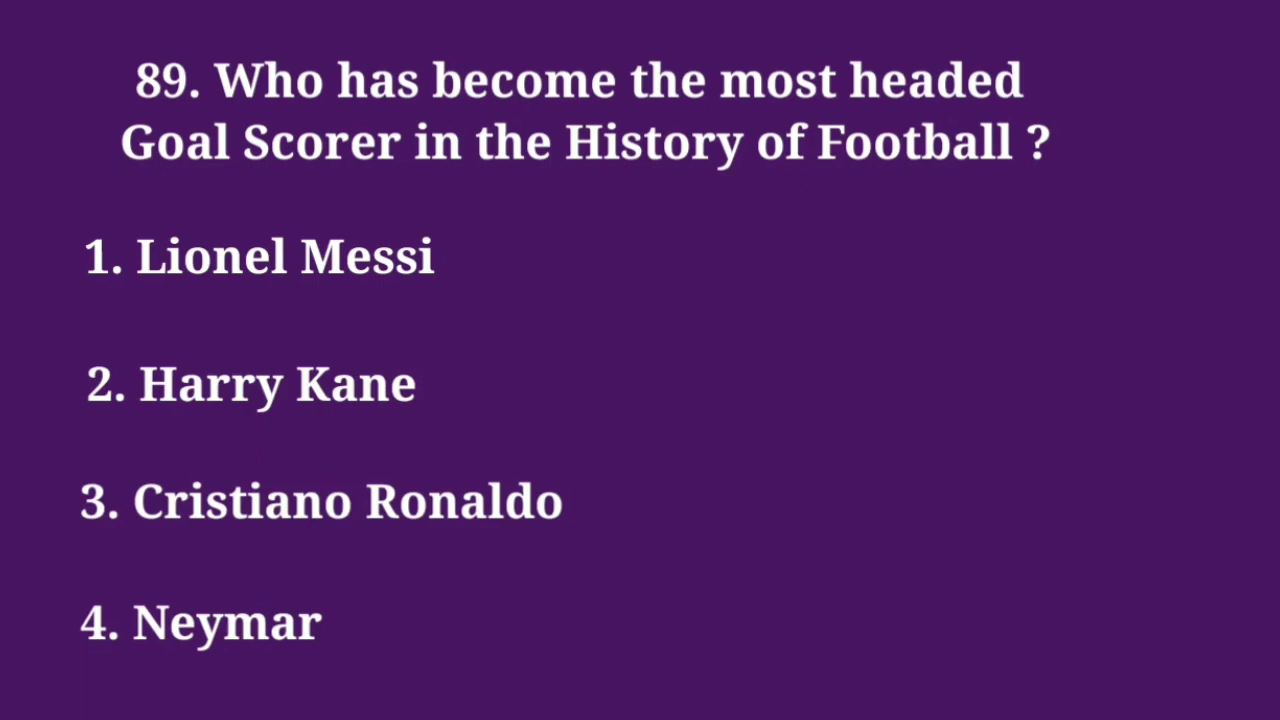 89. Who has become the most headed
Goal Scorer in the History of Football ?
1. Lionel Messi
2. Harry Kane
3. Cristiano Ronaldo
4. Neymar